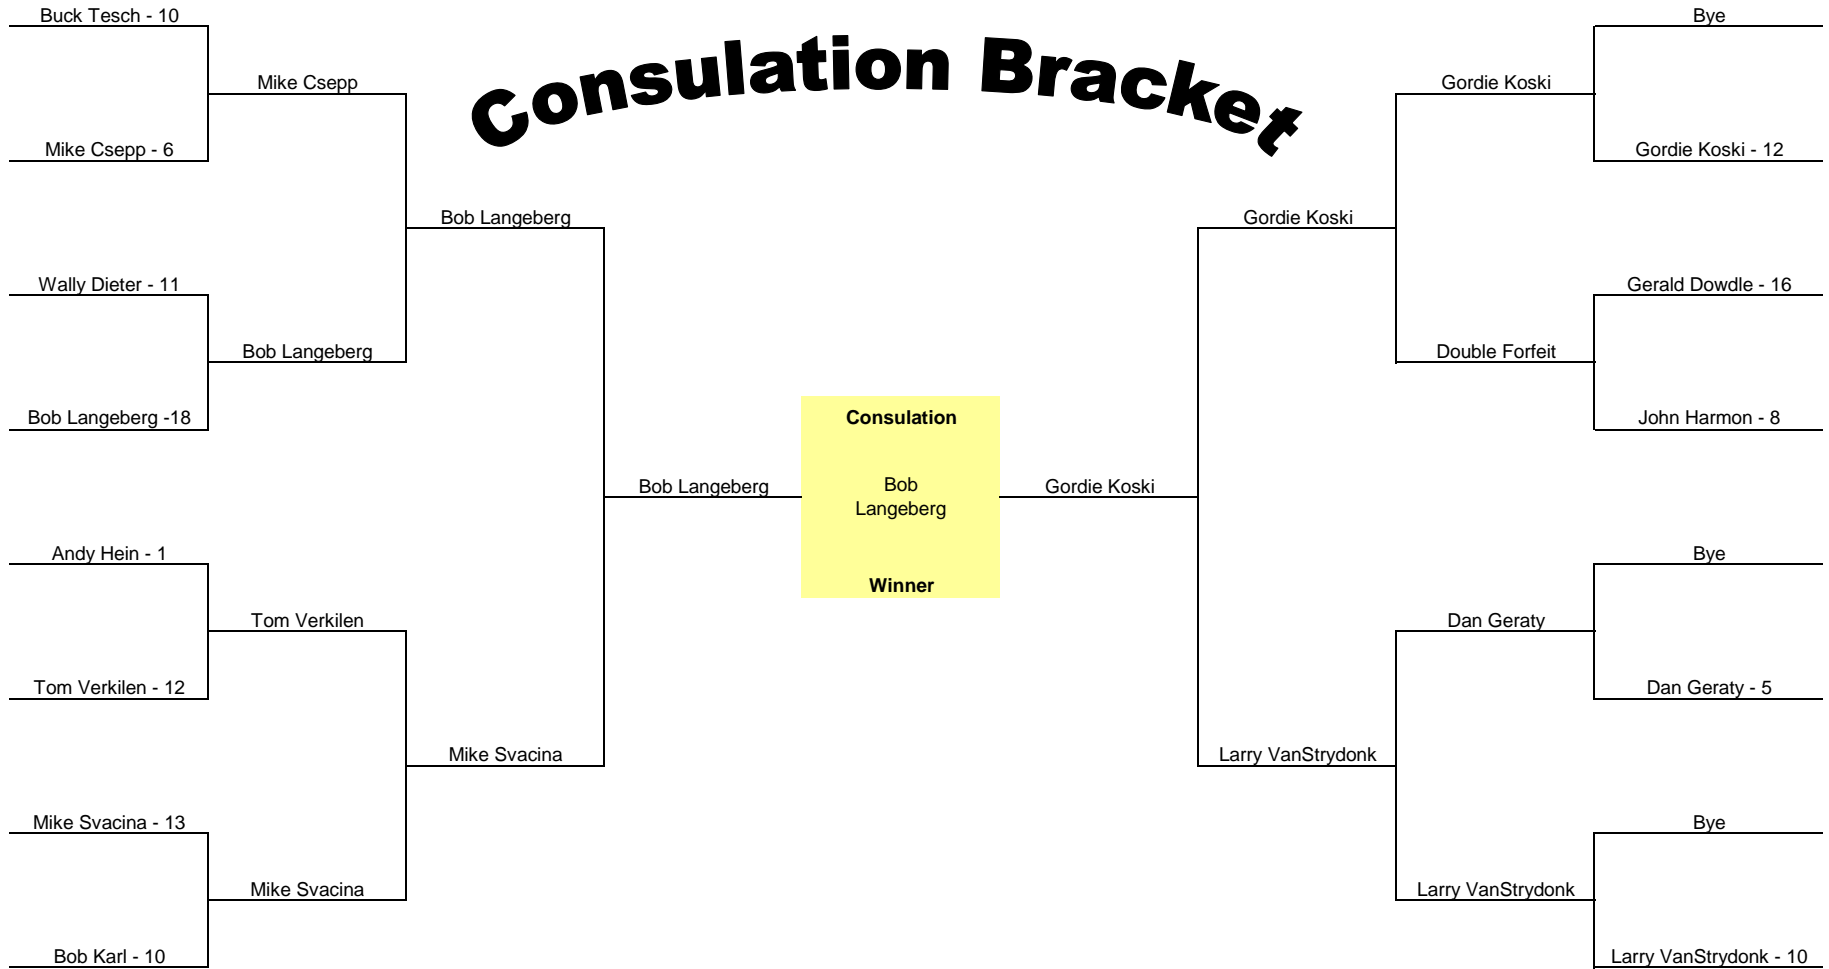 Consulation Bracket
Buck Tesch - 10
Mike Csepp
Mike Csepp - 6
Bob Langeberg
Wally Dieter - 11
Bob Langeberg
Bob Langeberg -18
Bob Langeberg
Andy Hein - 1
Tom Verkilen
Tom Verkilen - 12
Mike Svacina
Mike Svacina - 13
Mike Svacina
Bob Karl - 10
Consulation
Bob
Langeberg
Winner
Bye
Gordie Koski
Gordie Koski - 12
Gordie Koski
Gerald Dowdle - 16
Double Forfeit
John Harmon - 8
Gordie Koski
Bye
Dan Geraty
Dan Geraty - 5
Larry VanStrydonk
Bye
Larry VanStrydonk
Larry VanStrydonk - 10